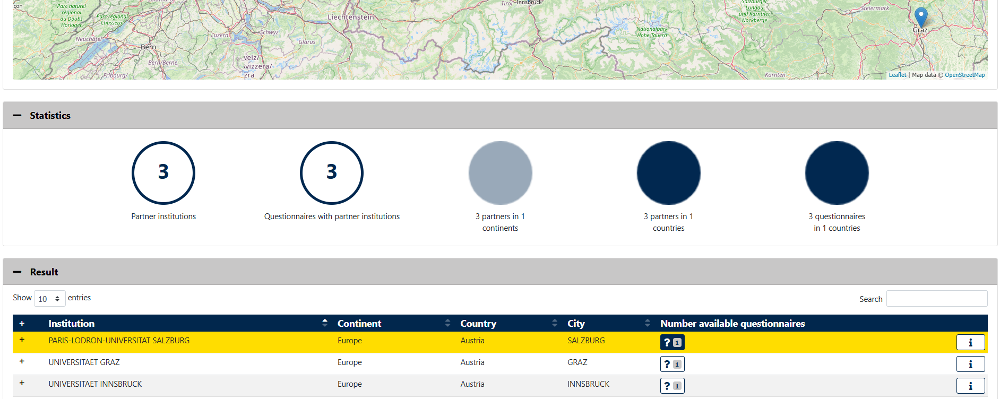 con
Parc naturel
régional
du Doubs
Horloger
Parc régional
Chasseral
Neuchâtel
Bern
Bern/Berne
Fribourg/
Luzern
Schwyz
Glarus
veiz/
Svizzera/
zra
Liechtenstein
Tirol
Innsbruck
Nationalpark
Hohe Tauern
Salzburger
Lungau
und Kärntner
Nockberge
Steiermark
Graz
Kärnten
Leaflet | Map data © OpenStreetMap
Statistics
3
3
Partner institutions
Questionnaires with partner institutions
3 partners in 1
continents
3 partners in 1
countries
3 questionnaires
in 1 countries
Result
Show 10 entries
Search
+ Institution Continent Country City Number available questionnaires
+ PARIS-LODRON-UNIVERSITAT SALZBURG Europe Austria SALZBURG ? 1 i
+ UNIVERSITAET GRAZ Europe Austria GRAZ ? 1 i
+ UNIVERSITAET INNSBRUCK Europe Austria INNSBRUCK ? 1 i